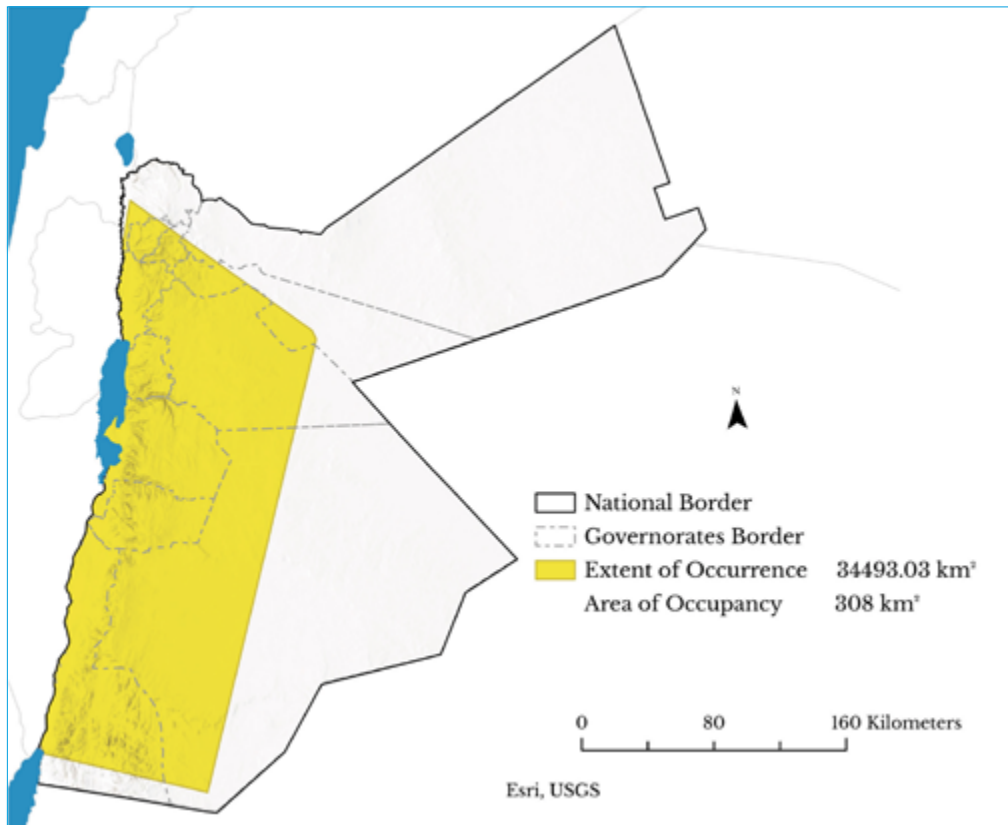 N
National Border
Governorates Border
Extent of Occurrence 34493.03 km²
Area of Occupancy 308 km²
0 80 160 Kilometers
Esri, USGS